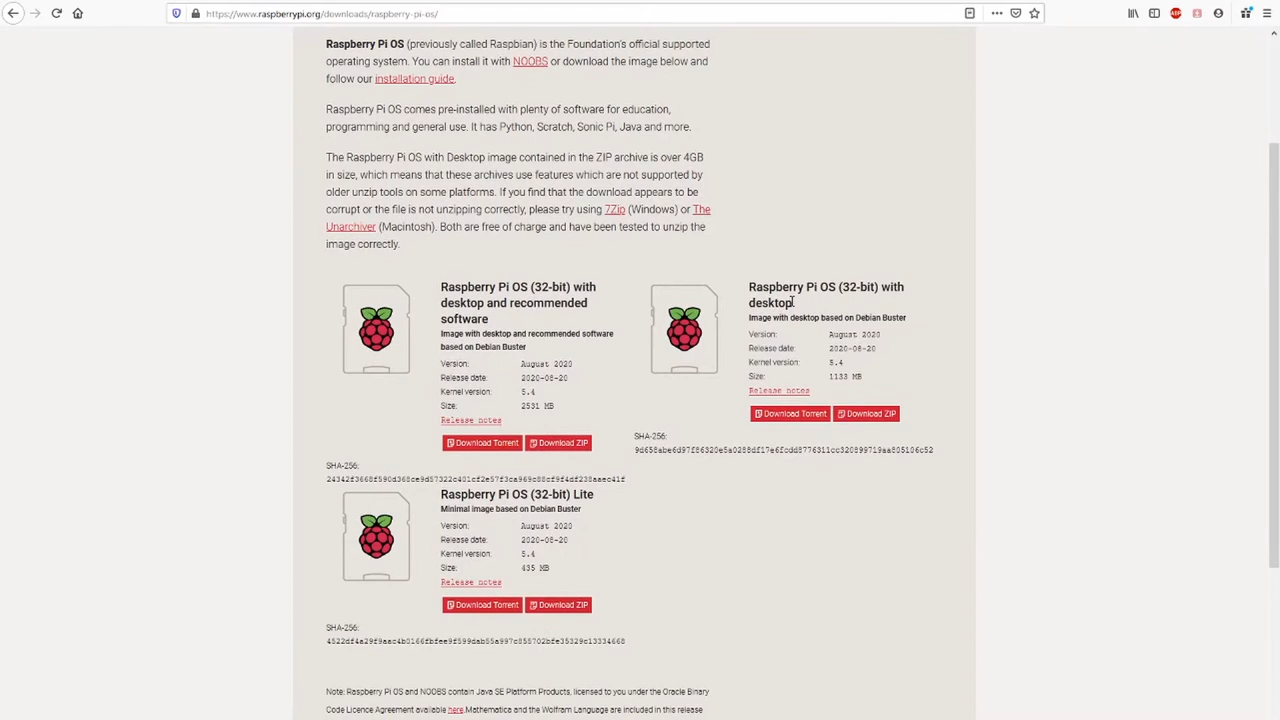 https://www.raspberrypi.org/downloads/raspberry-pi-os/
ABP
Raspberry Pi OS (previously called Raspbian) is the Foundation's official supported
operating system. You can install it with NOOBS or download the image below and
follow our installation guide.
Raspberry Pi OS comes pre-installed with plenty of software for education,
programming and general use. It has Python, Scratch, Sonic Pi, Java and more.
The Raspberry Pi OS with Desktop image contained in the ZIP archive is over 4GB
in size, which means that these archives use features which are not supported by
older unzip tools on some platforms. If you find that the download appears to be
corrupt or the file is not unzipping correctly, please try using 7Zip (Windows) or The
Unarchiver (Macintosh). Both are free of charge and have been tested to unzip the
image correctly.
Raspberry Pi OS (32-bit) with
desktop and recommended
software
Image with desktop and recommended software
based on Debian Buster
Version: August 2020
Release date: 2020-08-20
Kernel version: 5.4
Size: 2531 MB
Release notes
Download Torrent Download ZIP
SHA-256:
24342f3668f590d368ce9d57322c401cf2e57f3ca969c88cf9f4df238aaec41f
Raspberry Pi OS (32-bit) with
desktop
Image with desktop based on Debian Buster
Version: August 2020
Release date: 2020-08-20
Kernel version: 5.4
Size: 1133 MB
Release notes
Download Torrent Download ZIP
SHA-256:
9d658abe6d97f86320e5a0288df17e6fcdd8776311cc320899719aa805106c52
Raspberry Pi OS (32-bit) Lite
Minimal image based on Debian Buster
Version: August 2020
Release date: 2020-08-20
Kernel version: 5.4
Size: 435 MB
Release notes
Download Torrent Download ZIP
SHA-256:
4522df4a29f9aac4b0166fbfee9f599dab55a997c855702bfe35329c13334668
Note: Raspberry Pi OS and NOOBS contain Java SE Platform Products, licensed to you under the Oracle Binary
Code Licence Agreement available here.Mathematica and the Wolfram Language are included in this release